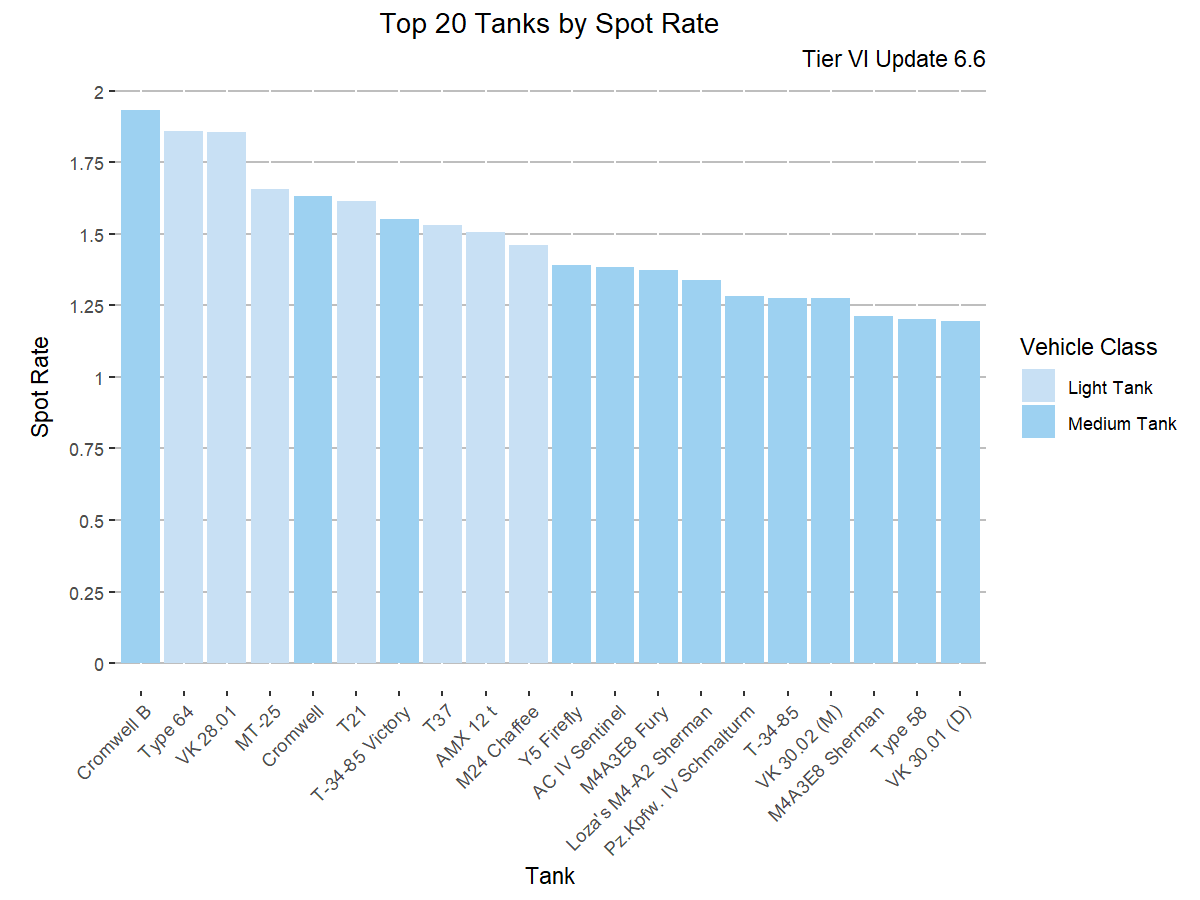 Top 20 Tanks by Spot Rate
Tier VI Update 6.6
2
1.75
1.5
1.25
1
0.75
0.5
0.25
0
Spot Rate
Cromwell B
Type 64
VK 28.01
MT-25
Cromwell
T21
T-34-85 Victory
T37
AMX 12 t
M24 Chaffee
Y5 Firefly
AC IV Sentinel
M4A3E8 Fury
Loza's M4-A2 Sherman
Pz.Kpfw. IV Schmalturm
T-34-85
VK 30.02 (M)
M4A3E8 Sherman
Type 58
VK 30.01 (D)
Tank
Vehicle Class
Light Tank
Medium Tank